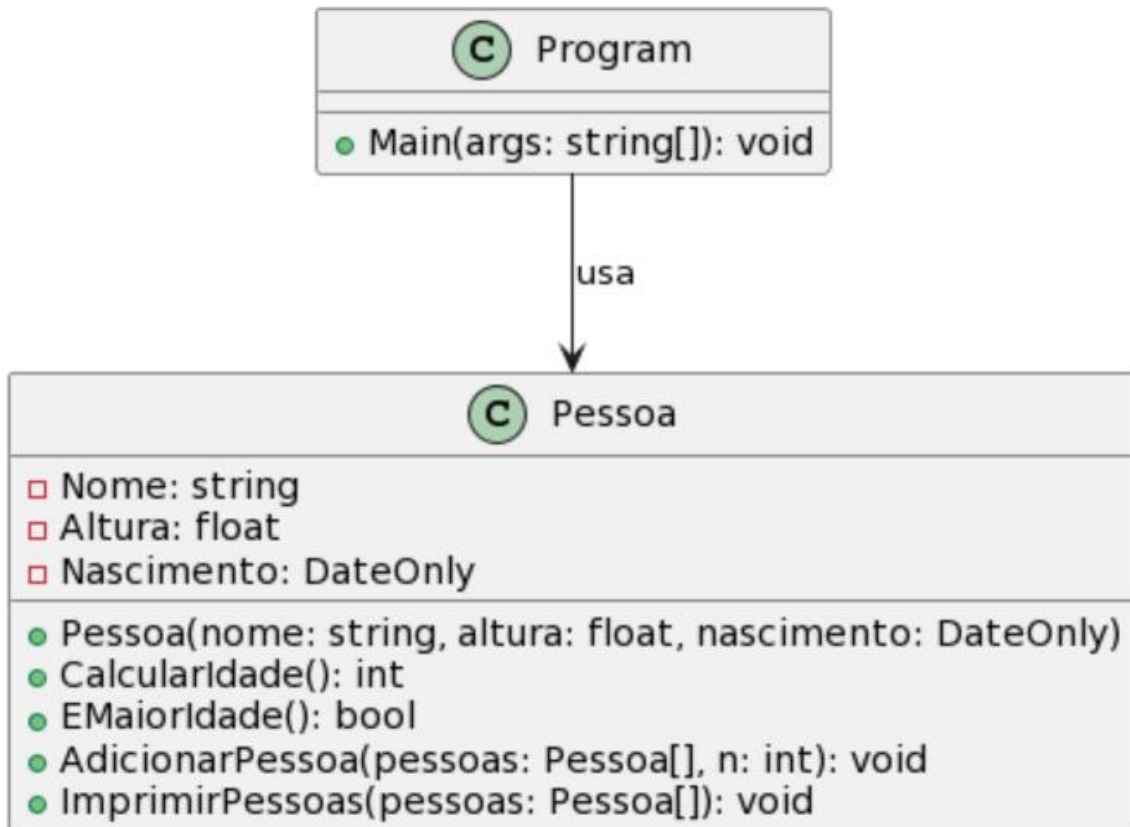 C Program
Main(args: string[]): void
usa
C Pessoa
Nome: string
Altura: float
Nascimento: DateOnly
Pessoa(nome: string, altura: float, nascimento: DateOnly)
CalcularIdade(): int
EMaiorIdade(): bool
AdicionarPessoa(pessoas: Pessoa[], n: int): void
ImprimirPessoas(pessoas: Pessoa[]): void